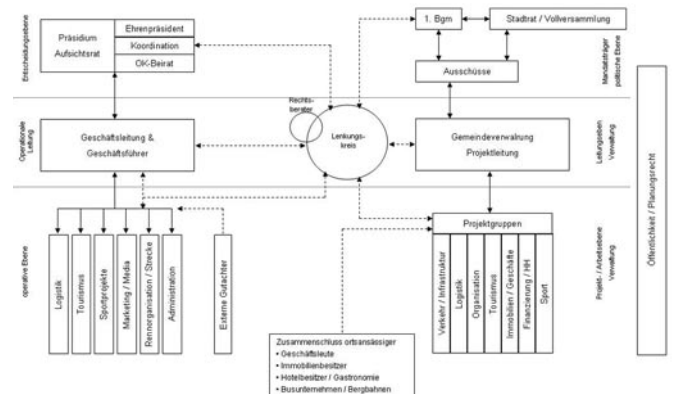 Entscheidungsebene
Präsidium
Aufsichtsrat
Ehrenpräsident
Koordination
OK-Beirat
1. Bgm
Stadtrat / Vollversammlung
Ausschüsse
Mandatsträger
politische Ebene
Operationale
Leitung
Geschäftsleitung &
Geschäftsführer
Rechts-
berater
Lenkungs-
kreis
Gemeindeverwalrung
Projektleitung
Leitungseben
Verwaltung
operative Ebene
Logistik
Tourismus
Sportprojekte
Marketing / Media
Rennorganisation / Strecke
Administration
Externe Gutachter
Projektgruppen
Verkehr / Infrastruktur
Logistik
Organisation
Tourismus
Immobilien / Geschäfte
Finanzierung / HH
Sport
Projekt- / Arbeitsebene
Verwaltung
Öffentlichkeit / Planungsrecht
Zusammenschluss ortsansässiger
• Geschäftsleute
• Immobilienbesitzer
• Hotelbesitzer / Gastronomie
• Busunternehmen / Bergbahnen